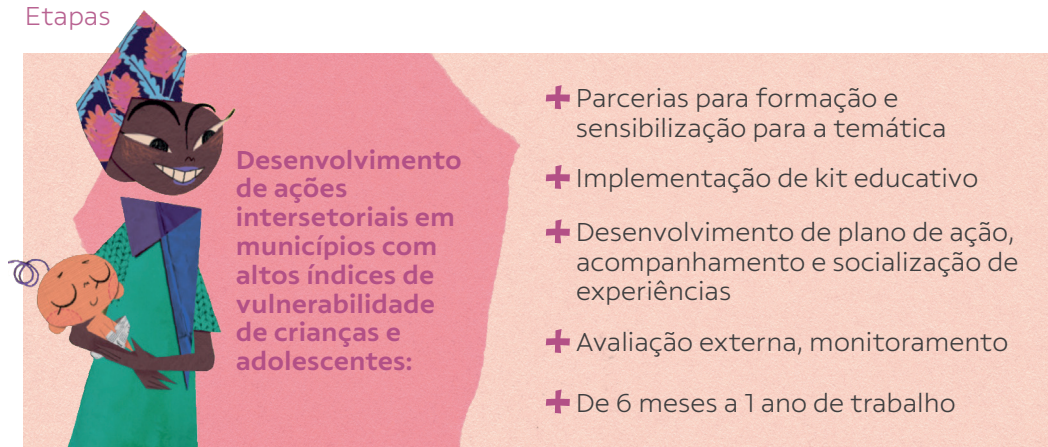 Etapas
Desenvolvimento
de ações
intersetoriais em
municípios com
altos índices de
vulnerabilidade
de crianças e
adolescentes:
+ Parcerias para formação e
sensibilização para a temática
+ Implementação de kit educativo
+ Desenvolvimento de plano de ação,
acompanhamento e socialização de
experiências
+ Avaliação externa, monitoramento
+ De 6 meses a 1 ano de trabalho